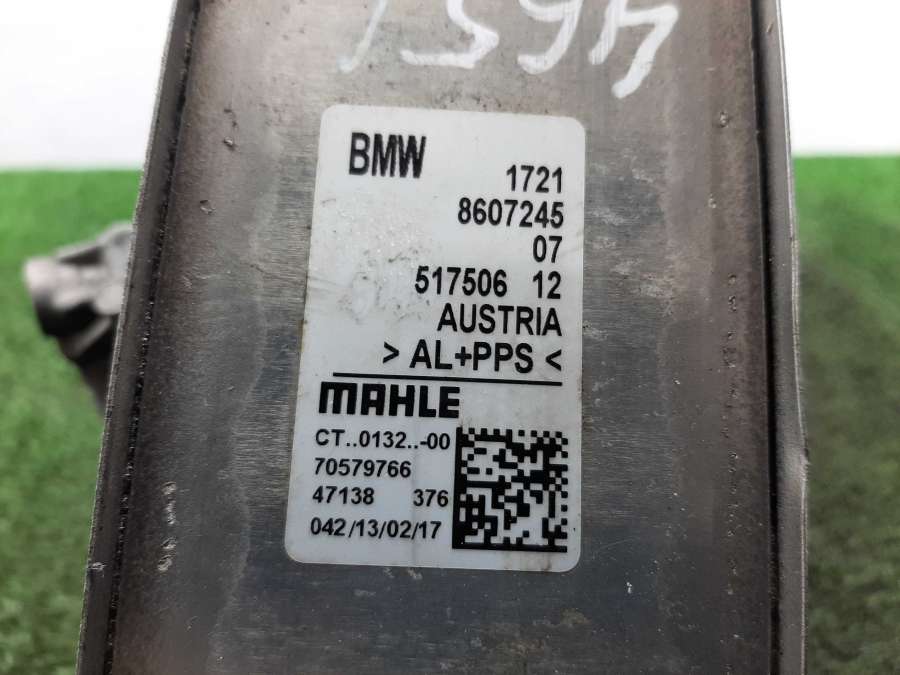 4651
BMW
1721
8607245
07
517506 12
AUSTRIA
> AL+PPS <
MAHLE
CT..0132..-00
70579766
47138 376
042/13/02/17